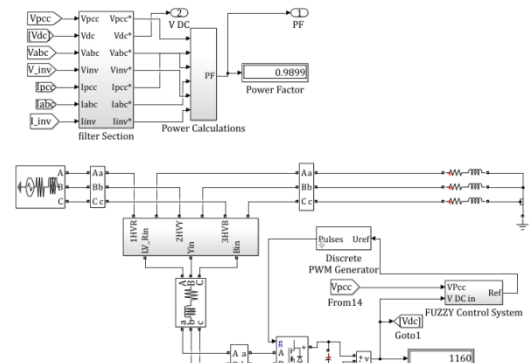 Vpcc Vpcc Vpcc* 2 1
[Vdc] Vdc Vdc* V DC PF
Vabc Vabc Vabc*
V_inv Vinv Vinv* PF 0.9899
Ipcc Ipcc Ipcc* Power Factor
Iabc Iabc Iabc*
I_inv Iinv Iinv*
filter Section Power Calculations
A Aa Aa
B Bb Bb
C Cc Cc
1HVR 2HVY 3HVB
LV_Rin Yin Bin
Pulses Uref
Discrete
PWM Generator
Vpcc VPcc Ref
From14 V DC in
FUZZY Control System
A B C
a b c
[Vdc]
Goto1
A a g
A + v 1160
B